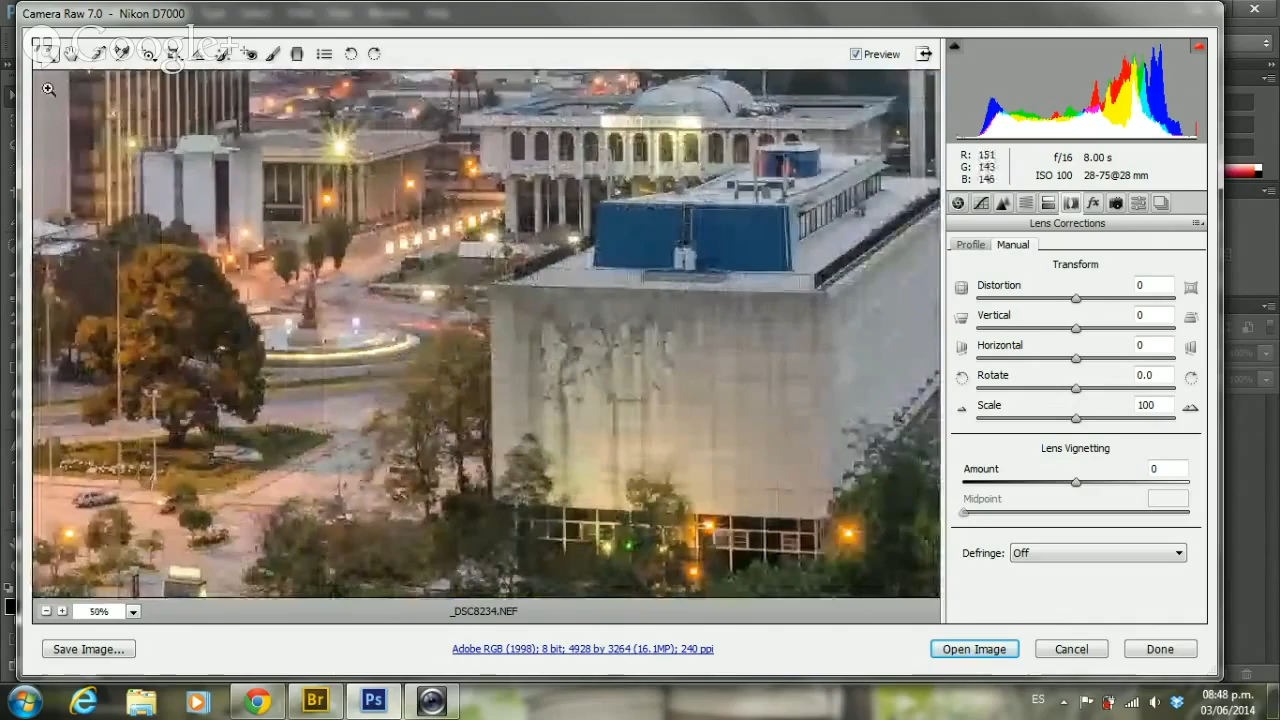 Camera Raw 7.0 - Nikon D7000
Google+
Preview
R: 151
G: 143
B: 146
f/16 8.00 s
ISO 100 28-75@28 mm
Lens Corrections
Profile Manual
Transform
Distortion 0
Vertical 0
Horizontal 0
Rotate 0.0
Scale 100
Lens Vignetting
Amount 0
Midpoint
Defringe: Off
50%
_DSC8234.NEF
Save Image...
Adobe RGB (1998); 8 bit; 4928 by 3264 (16.1MP); 240 ppi
Open Image Cancel Done
Br Ps
ES
08:48 p.m.
03/06/2014